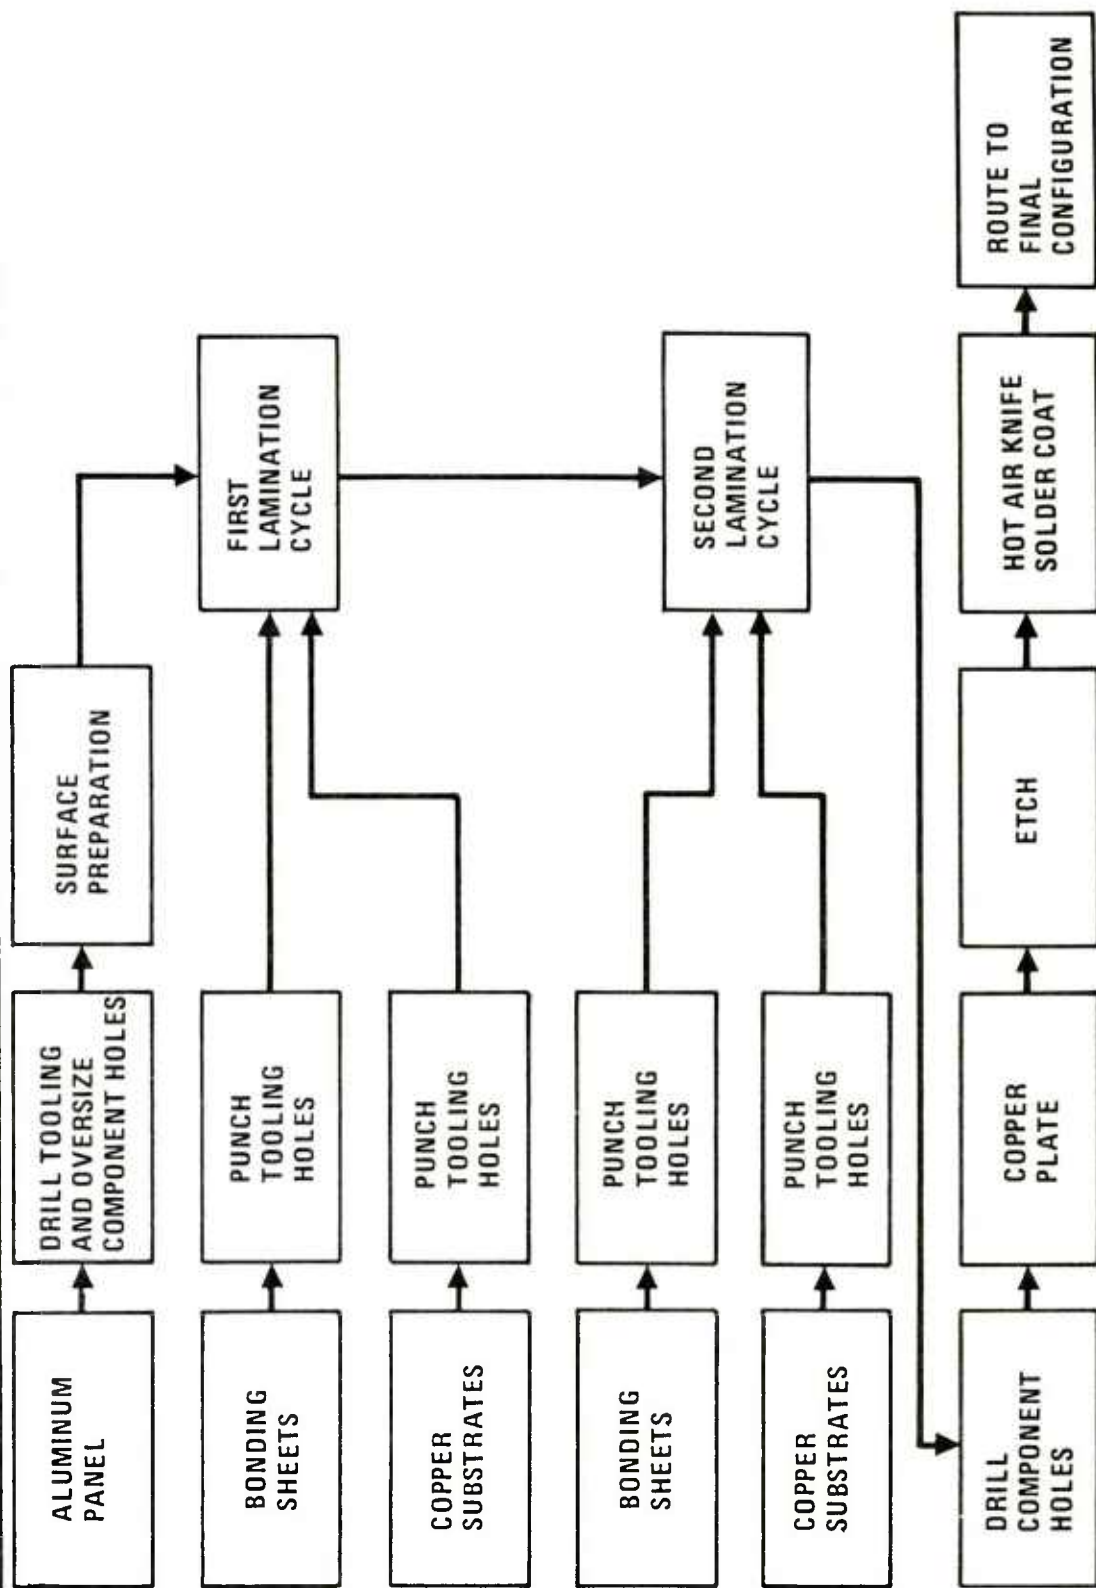 ALUMINUM
PANEL
DRILL TOOLING
AND OVERSIZE
COMPONENT HOLES
SURFACE
PREPARATION
BONDING
SHEETS
PUNCH
TOOLING
HOLES
FIRST
LAMINATION
CYCLE
COPPER
SUBSTRATES
PUNCH
TOOLING
HOLES
BONDING
SHEETS
PUNCH
TOOLING
HOLES
SECOND
LAMINATION
CYCLE
COPPER
SUBSTRATES
PUNCH
TOOLING
HOLES
DRILL
COMPONENT
HOLES
COPPER
PLATE
ETCH
HOT AIR KNIFE
SOLDER COAT
ROUTE TO
FINAL
CONFIGURATION